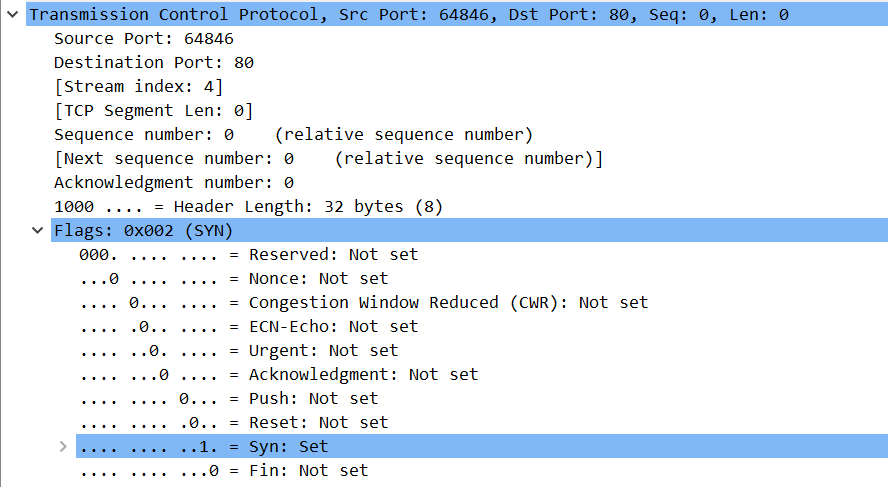 Transmission Control Protocol, Src Port: 64846, Dst Port: 80, Seq: 0, Len: 0
Source Port: 64846
Destination Port: 80
[Stream index: 4]
[TCP Segment Len: 0]
Sequence number: 0    (relative sequence number)
[Next sequence number: 0    (relative sequence number)]
Acknowledgment number: 0
1000 .... = Header Length: 32 bytes (8)
Flags: 0x002 (SYN)
000. .... .... = Reserved: Not set
...0 .... .... = Nonce: Not set
.... 0... .... = Congestion Window Reduced (CWR): Not set
.... .0.. .... = ECN-Echo: Not set
.... ..0. .... = Urgent: Not set
.... ...0 .... = Acknowledgment: Not set
.... .... 0... = Push: Not set
.... .... .0.. = Reset: Not set
.... .... ..1. = Syn: Set
.... .... ...0 = Fin: Not set